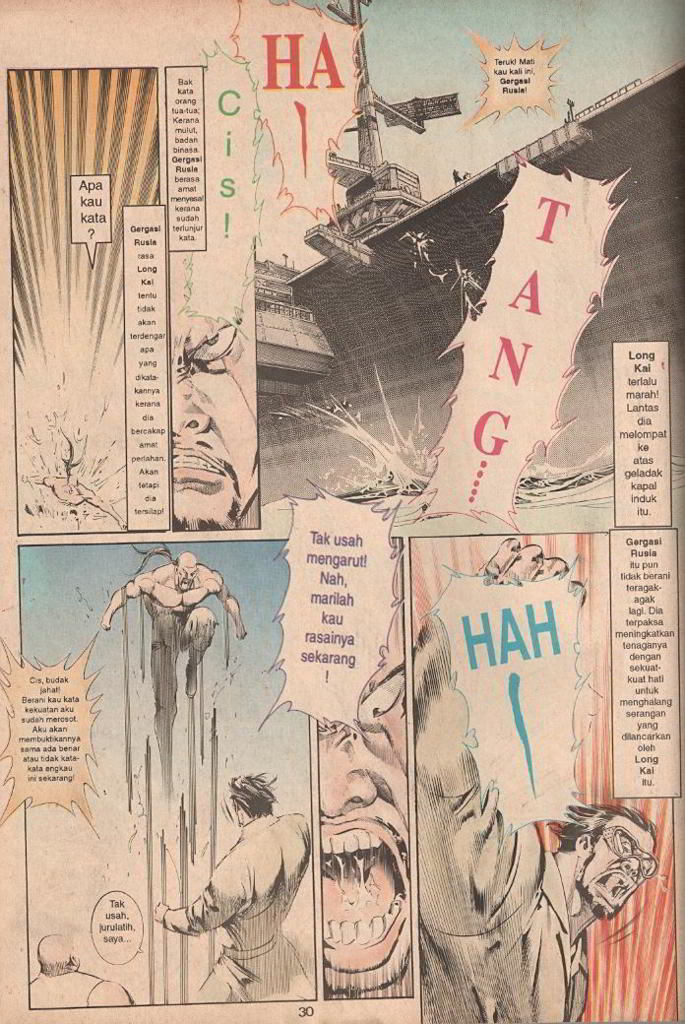 Apa
kau
kata
?
Gergasi
Rusia
rasa
Long
Kai
tentu
tidak
akan
terdengar
apa
yang
dikata-
kannya
kerana
dia
bercakap
amat
perlahan.
Akan
tetapi
dia
tersilap!
Bak
kata
orang
tua-tua;
Kerana
mulut,
badan
binasa.
Gergasi
Rusia
berasa
amat
menyesal
kerana
sudah
terlunjur
kata.
Cis!
HA!
Teruk! Mati
kau kali ini,
Gergasi
Rusia!
TANG......
Long
Kai
terlalu
marah!
Lantas
dia
melompat
ke
atas
geladak
kapal
induk
itu.
Cis, budak
jahat!
Berani kau kata
kekuatan aku
sudah merosot.
Aku akan
membuktikannya
sama ada benar
atau tidak kata-
kata engkau
ini sekarang!
Tak
usah,
jurulatih,
saya...
Tak usah
mengarut!
Nah,
marilah
kau
rasainya
sekarang
!
HAH!
Gergasi
Rusia
itu pun
tidak berani
teragak-
agak
lagi. Dia
terpaksa
meningkatkan
tenaganya
dengan
sekuat-
kuat hati
untuk
menghalang
serangan
yang
dilancarkan
oleh
Long
Kai
itu.
30